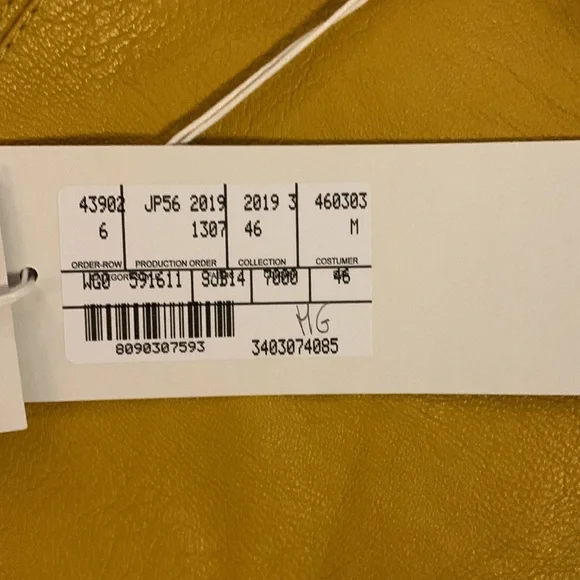 43902 JP56 2019 2019 3 460303
6 1307 46 M
ORDER-ROW PRODUCTION ORDER COLLECTION COSTUMER
WG0 591611 7000 46
MG
8090307593 3403074085